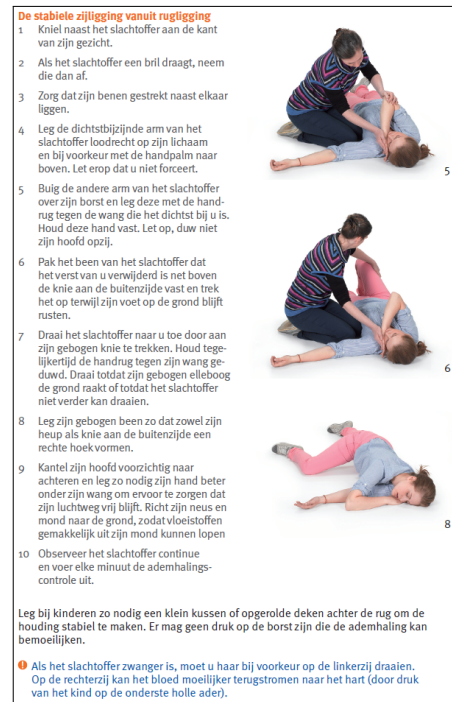 De stabiele zijligging vanuit rugligging
1 Kniel naast het slachtoffer aan de kant
van zijn gezicht.
2 Als het slachtoffer een bril draagt, neem
die dan af.
3 Zorg dat zijn benen gestrekt naast elkaar
liggen.
4 Leg de dichtstbijzijnde arm van het
slachtoffer loodrecht op zijn lichaam
en bij voorkeur met de handpalm naar
boven. Let erop dat u niet forceert.
5 Buig de andere arm van het slachtoffer
over zijn borst en leg deze met de hand-
rug tegen de wang die het dichtst bij u is.
Houd deze hand vast. Let op, duw niet
zijn hoofd opzij.
5
6 Pak het been van het slachtoffer dat
het verst van u verwijderd is net boven
de knie aan de buitenzijde vast en trek
het op terwijl zijn voet op de grond blijft
rusten.
7 Draai het slachtoffer naar u toe door aan
zijn gebogen knie te trekken. Houd tege-
lijkertijd de handrug tegen zijn wang ge-
duwd. Draai totdat zijn gebogen elleboog
de grond raakt of totdat het slachtoffer
niet verder kan draaien.
6
8 Leg zijn gebogen been zo dat zowel zijn
heup als knie aan de buitenzijde een
rechte hoek vormen.
9 Kantel zijn hoofd voorzichtig naar
achteren en leg zo nodig zijn hand beter
onder zijn wang om ervoor te zorgen dat
zijn luchtweg vrij blijft. Richt zijn neus en
mond naar de grond, zodat vloeistoffen
gemakkelijk uit zijn mond kunnen lopen
8
10 Observeer het slachtoffer continue
en voer elke minuut de ademhalings-
controle uit.
Leg bij kinderen zo nodig een klein kussen of opgerolde deken achter de rug om de
houding stabiel te maken. Er mag geen druk op de borst zijn die de ademhaling kan
bemoeilijken.
! Als het slachtoffer zwanger is, moet u haar bij voorkeur op de linkerzij draaien.
Op de rechterzij kan het bloed moeilijker terugstromen naar het hart (door druk
van het kind op de onderste holle ader).